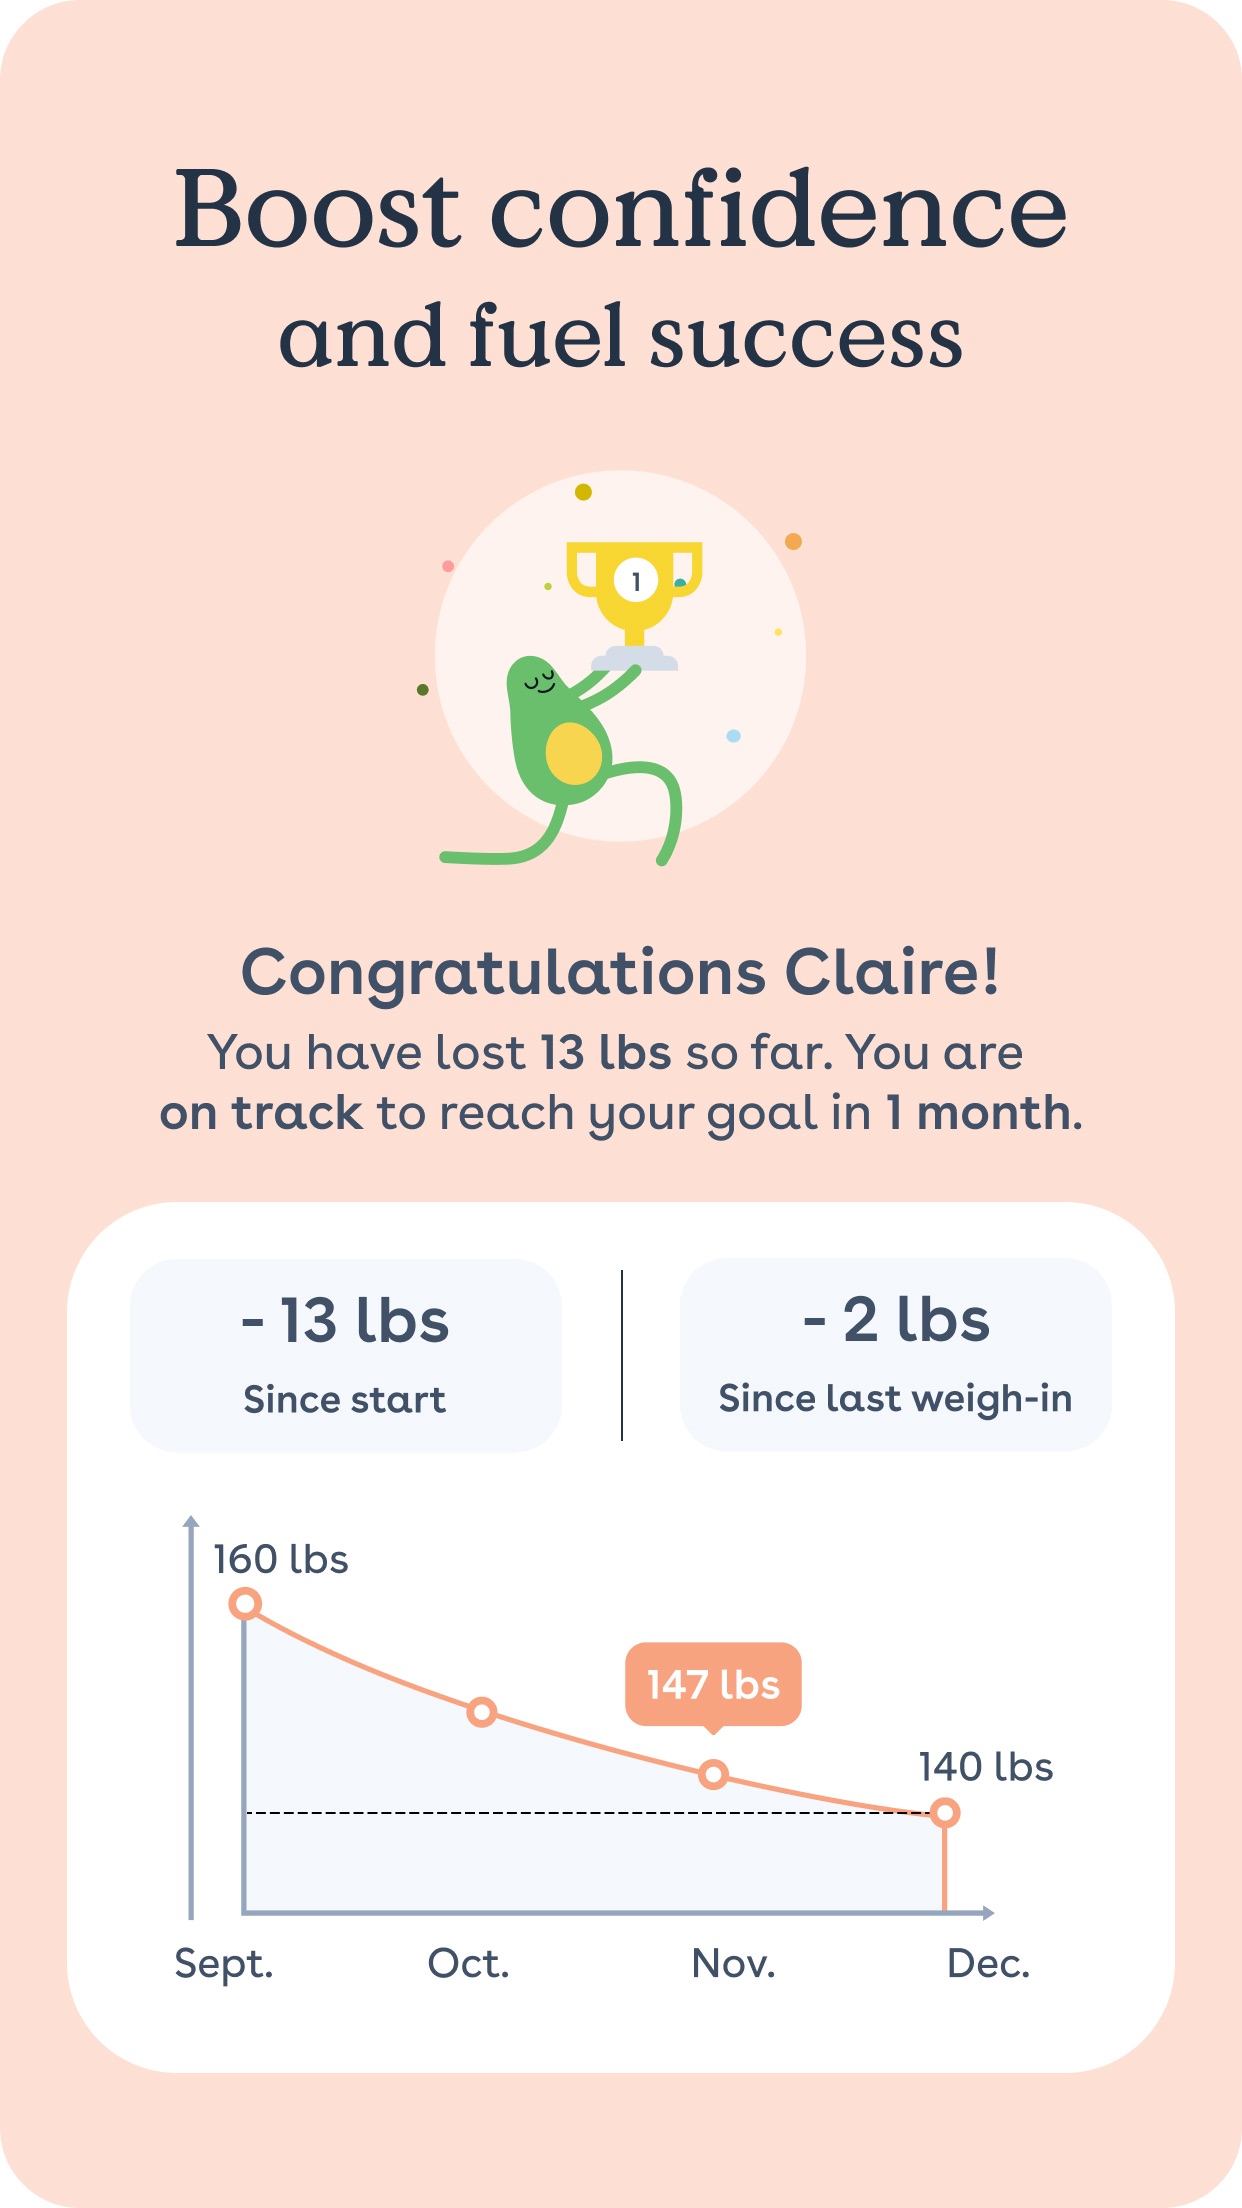 Boost confidence
and fuel success
1
Congratulations Claire!
You have lost 13 lbs so far. You are
on track to reach your goal in 1 month.
- 13 lbs
Since start
- 2 lbs
Since last weigh-in
160 lbs
147 lbs
140 lbs
Sept.
Oct.
Nov.
Dec.